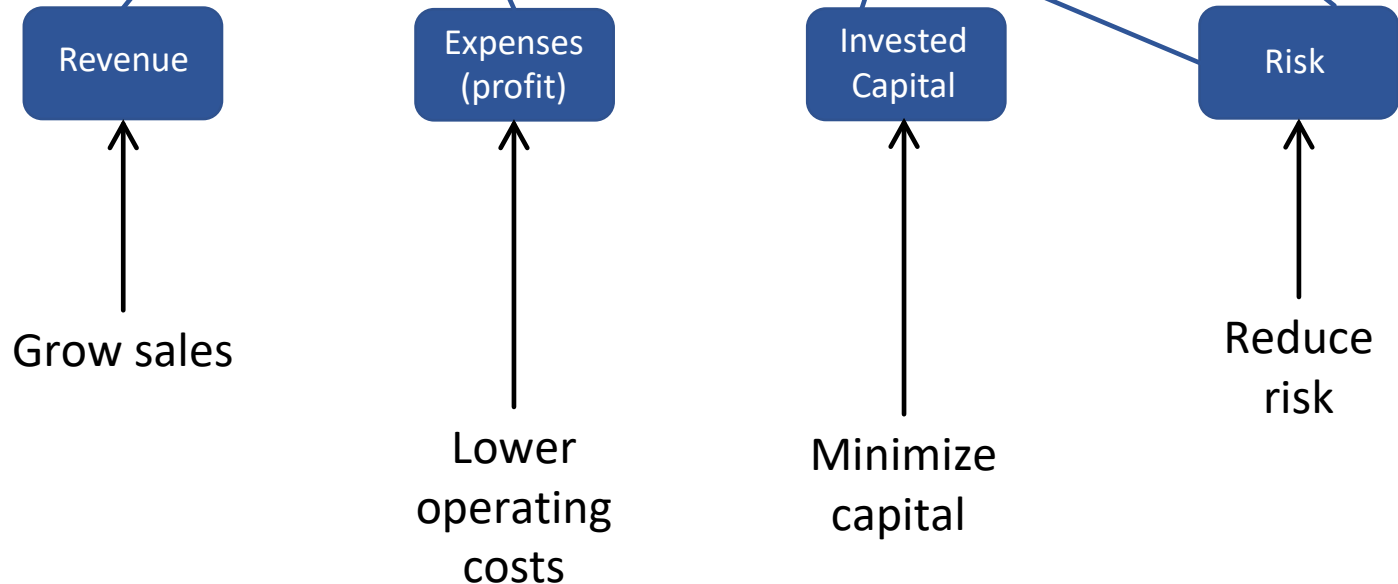 Revenue
Expenses
(profit)
Invested
Capital
Risk
Grow sales
Lower
operating
costs
Minimize
capital
Reduce
risk